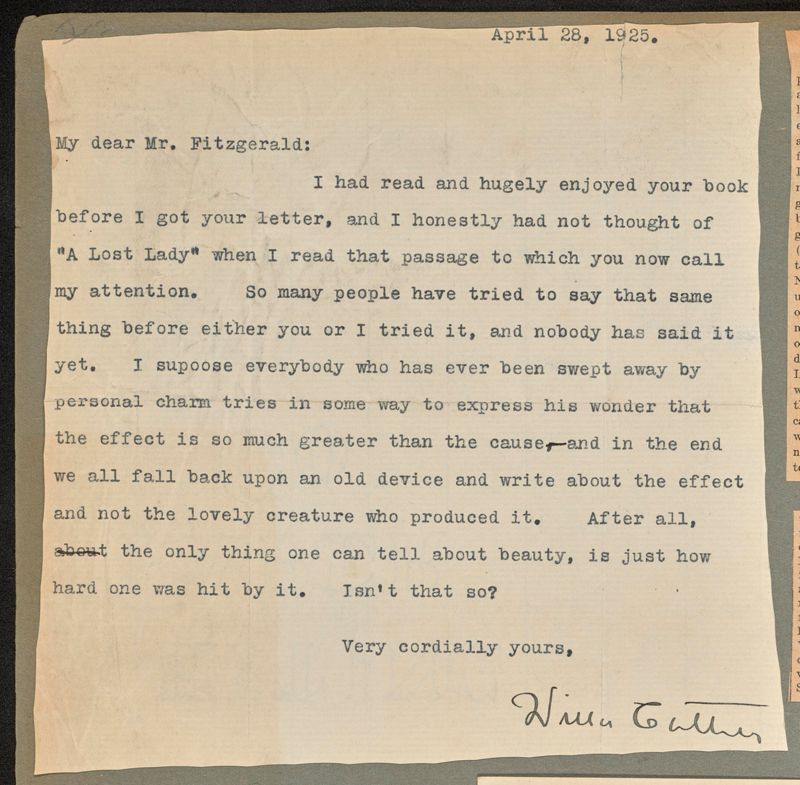 April 28, 1925.
My dear Mr. Fitzgerald:
I had read and hugely enjoyed your book
before I got your letter, and I honestly had not thought of
"A Lost Lady" when I read that passage to which you now call
my attention. So many people have tried to say that same
thing before either you or I tried it, and nobody has said it
yet. I supoose everybody who has ever been swept away by
personal charm tries in some way to express his wonder that
the effect is so much greater than the cause,—and in the end
we all fall back upon an old device and write about the effect
and not the lovely creature who produced it. After all,
about the only thing one can tell about beauty, is just how
hard one was hit by it. Isn't that so?
Very cordially yours,
Willa Cather